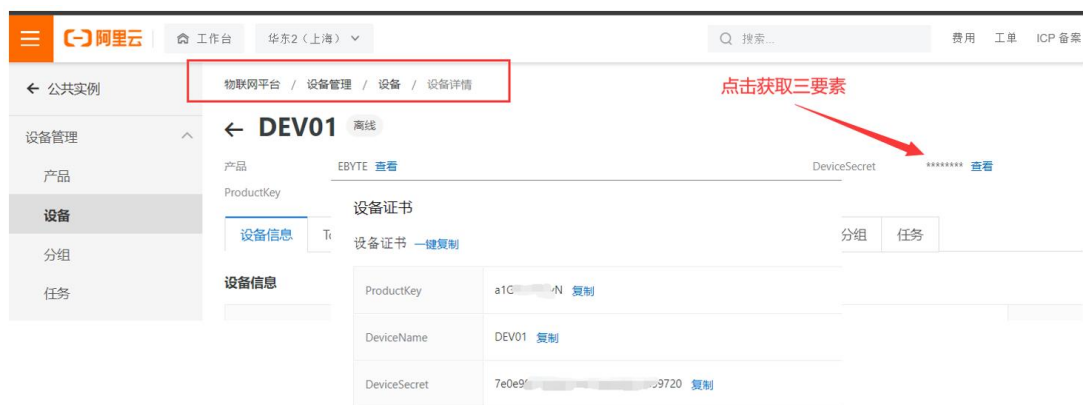 阿里云 工作台 华东2（上海） 搜索... 费用 工单 ICP 备案
公共实例
物联网平台 / 设备管理 / 设备 / 设备详情
点击获取三要素
设备管理
DEV01 离线
产品 EBYTE 查看 DeviceSecret ******** 查看
产品
ProductKey
设备证书
设备
设备信息 分组 任务
设备证书 一键复制
分组
设备信息
ProductKey 复制
任务
DeviceName DEV01 复制
DeviceSecret 复制